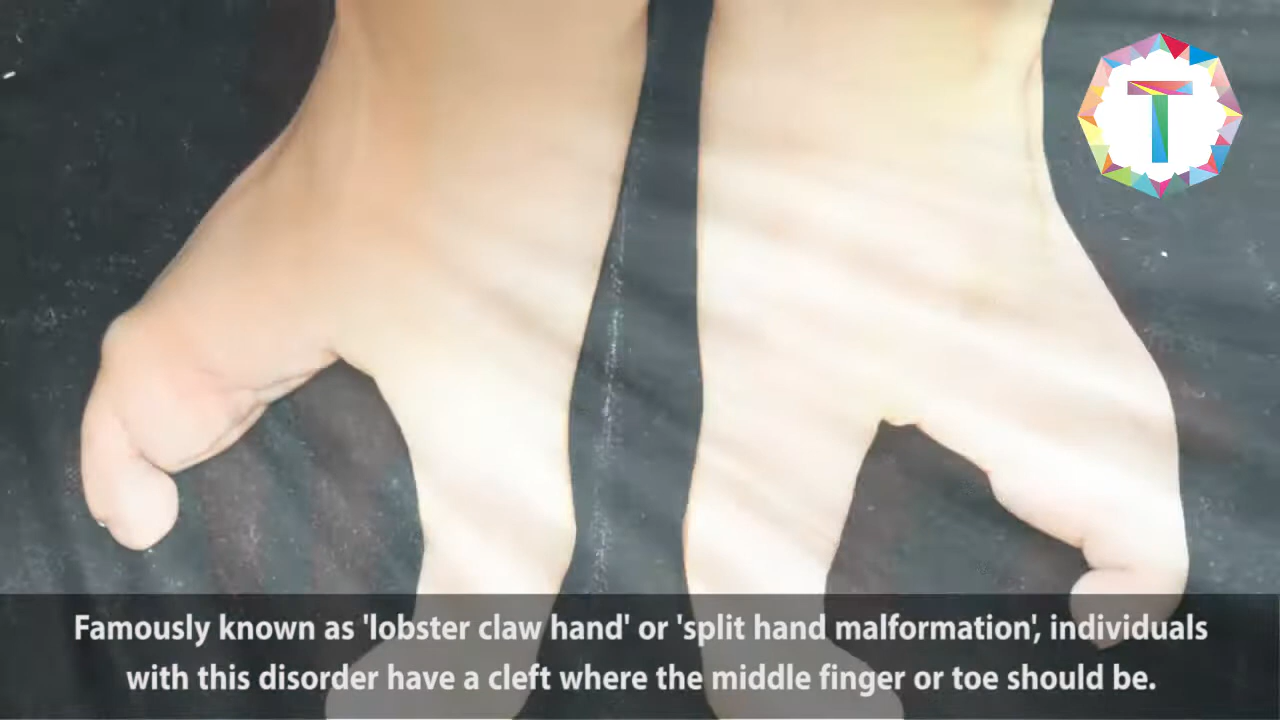 T
Famously known as 'lobster claw hand' or 'split hand malformation', individuals
with this disorder have a cleft where the middle finger or toe should be.